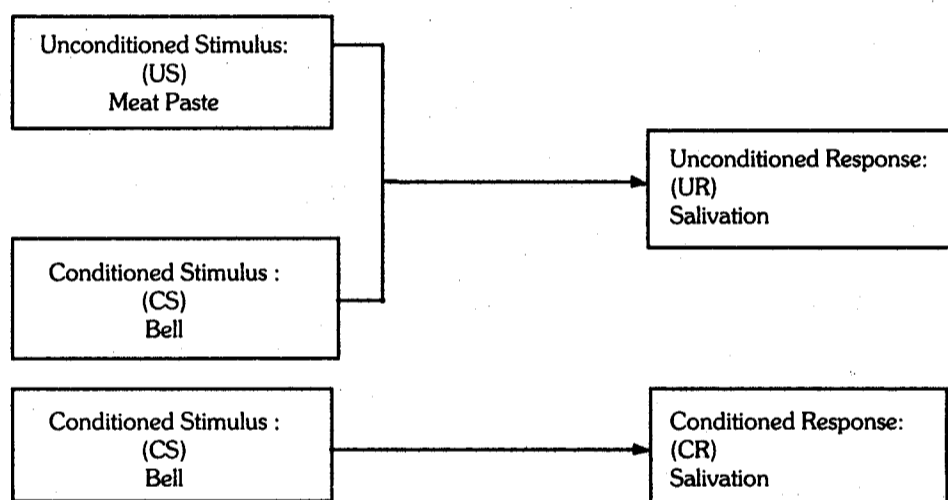 Unconditioned Stimulus:
(US)
Meat Paste
Unconditioned Response:
(UR)
Salivation
Conditioned Stimulus :
(CS)
Bell
Conditioned Stimulus :
(CS)
Bell
Conditioned Response:
(CR)
Salivation